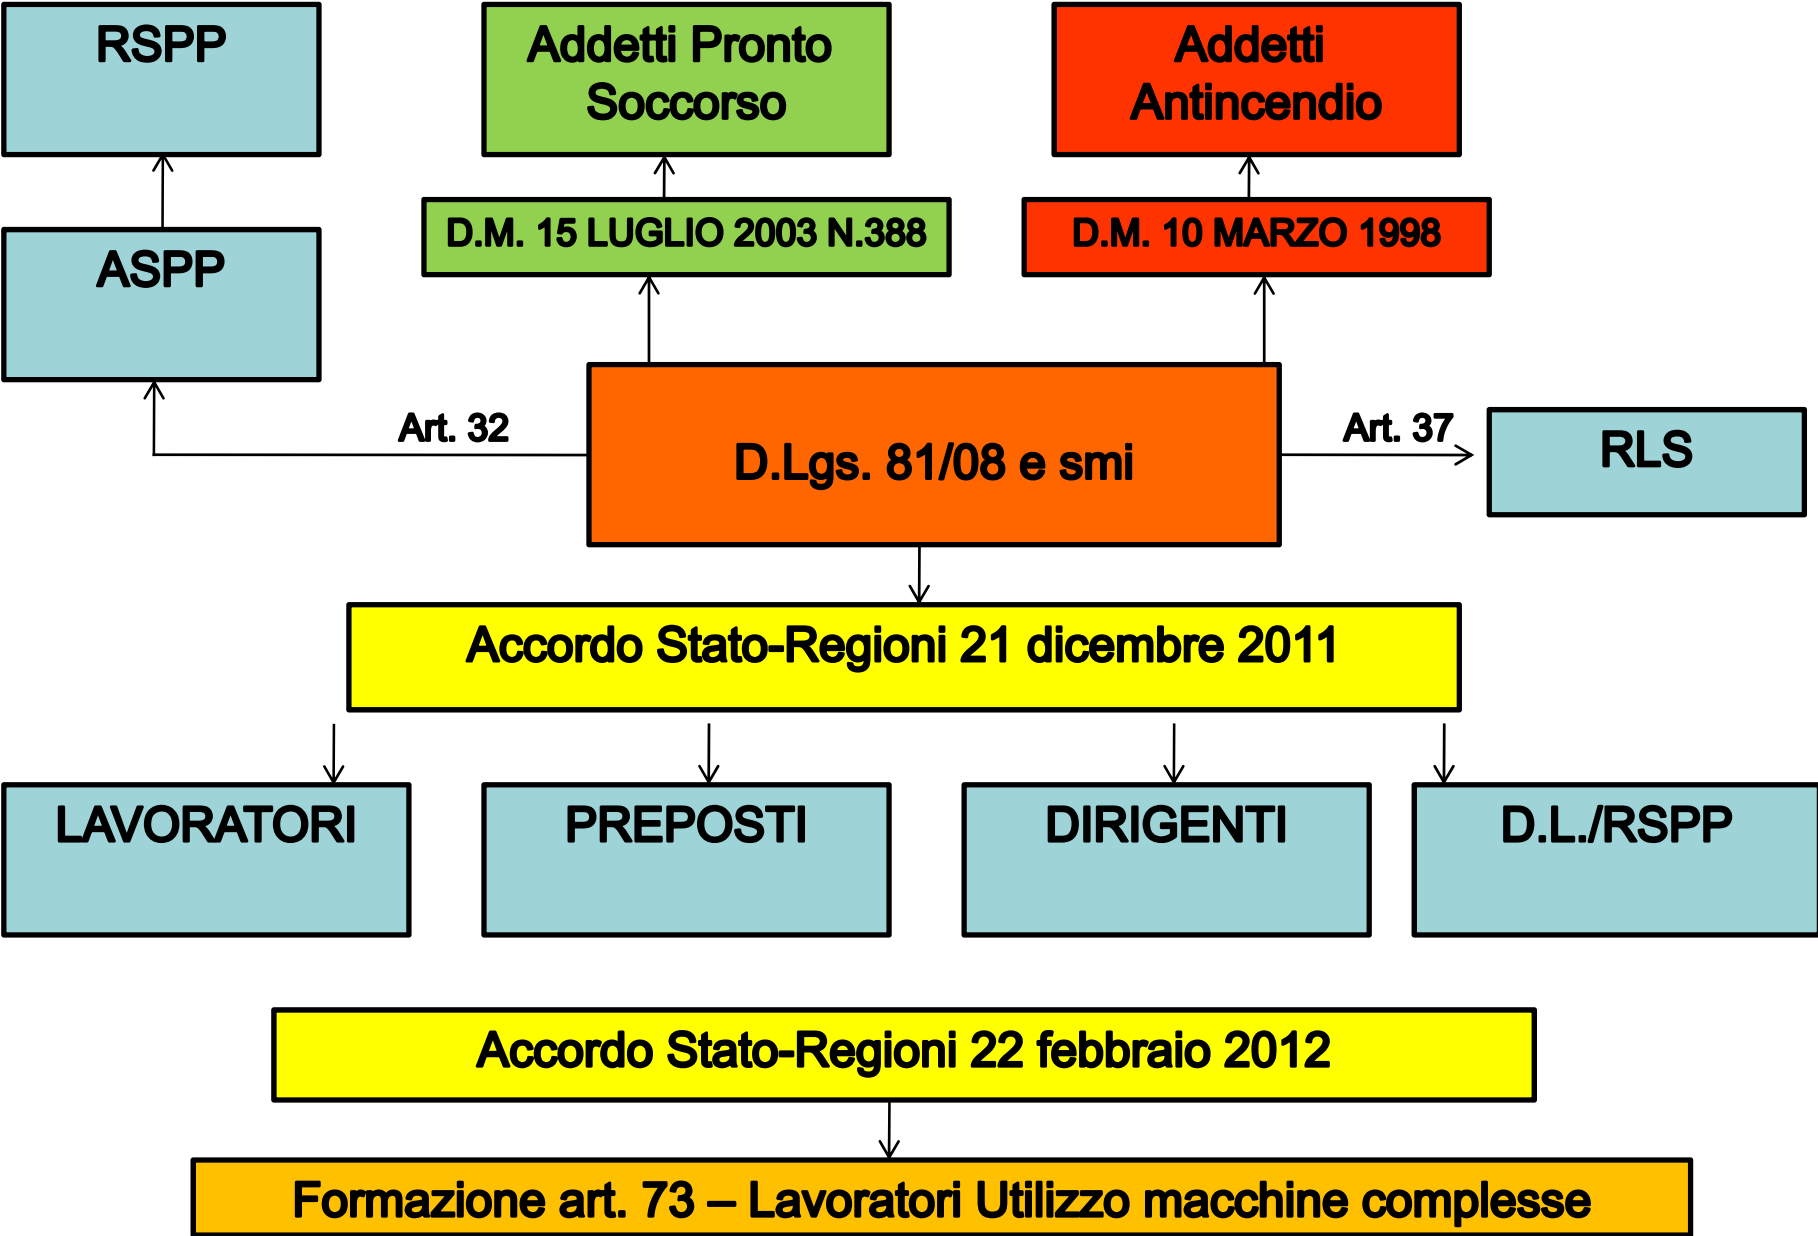 RSPP
Addetti Pronto
Soccorso
Addetti
Antincendio
ASPP
D.M. 15 LUGLIO 2003 N.388
D.M. 10 MARZO 1998
Art. 32
D.Lgs. 81/08 e smi
Art. 37
RLS
Accordo Stato-Regioni 21 dicembre 2011
LAVORATORI
PREPOSTI
DIRIGENTI
D.L./RSPP
Accordo Stato-Regioni 22 febbraio 2012
Formazione art. 73 – Lavoratori Utilizzo macchine complesse